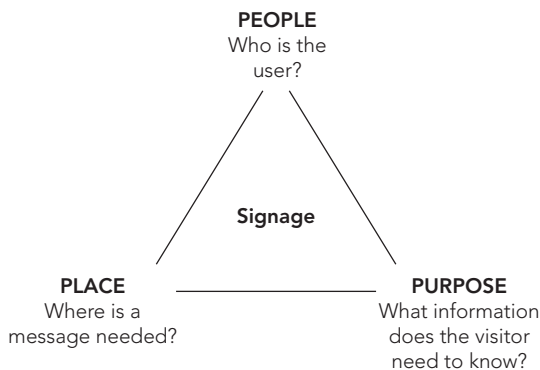 PEOPLE
Who is the
user?
Signage
PLACE
Where is a
message needed?
PURPOSE
What information
does the visitor
need to know?